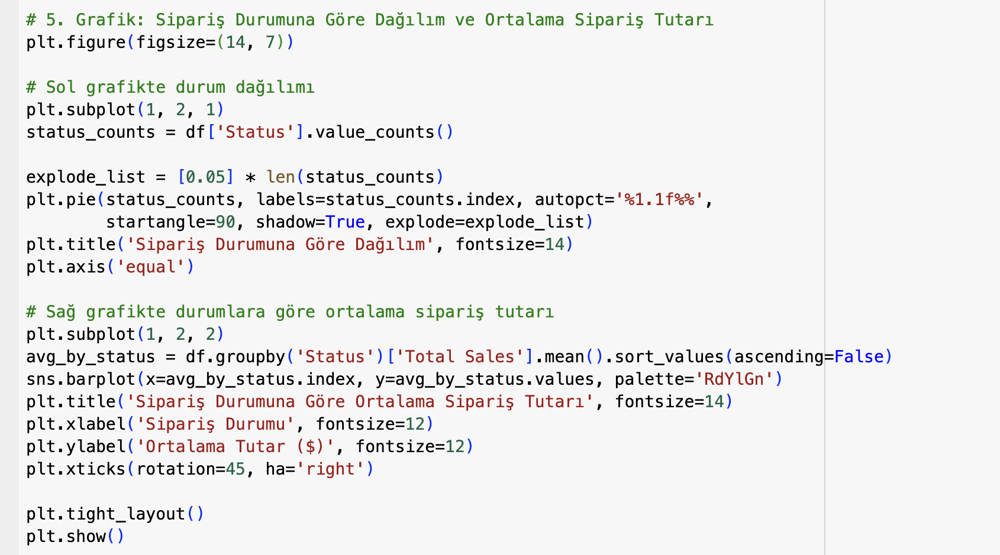 # 5. Grafik: Sipariş Durumuna Göre Dağılım ve Ortalama Sipariş Tutarı
plt.figure(figsize=(14, 7))
# Sol grafikte durum dağılımı
plt.subplot(1, 2, 1)
status_counts = df['Status'].value_counts()
explode_list = [0.05] * len(status_counts)
plt.pie(status_counts, labels=status_counts.index, autopct='%1.1f%%',
        startangle=90, shadow=True, explode=explode_list)
plt.title('Sipariş Durumuna Göre Dağılım', fontsize=14)
plt.axis('equal')
# Sağ grafikte durumlara göre ortalama sipariş tutarı
plt.subplot(1, 2, 2)
avg_by_status = df.groupby('Status')['Total Sales'].mean().sort_values(ascending=False)
sns.barplot(x=avg_by_status.index, y=avg_by_status.values, palette='RdYlGn')
plt.title('Sipariş Durumuna Göre Ortalama Sipariş Tutarı', fontsize=14)
plt.xlabel('Sipariş Durumu', fontsize=12)
plt.ylabel('Ortalama Tutar ($)', fontsize=12)
plt.xticks(rotation=45, ha='right')
plt.tight_layout()
plt.show()